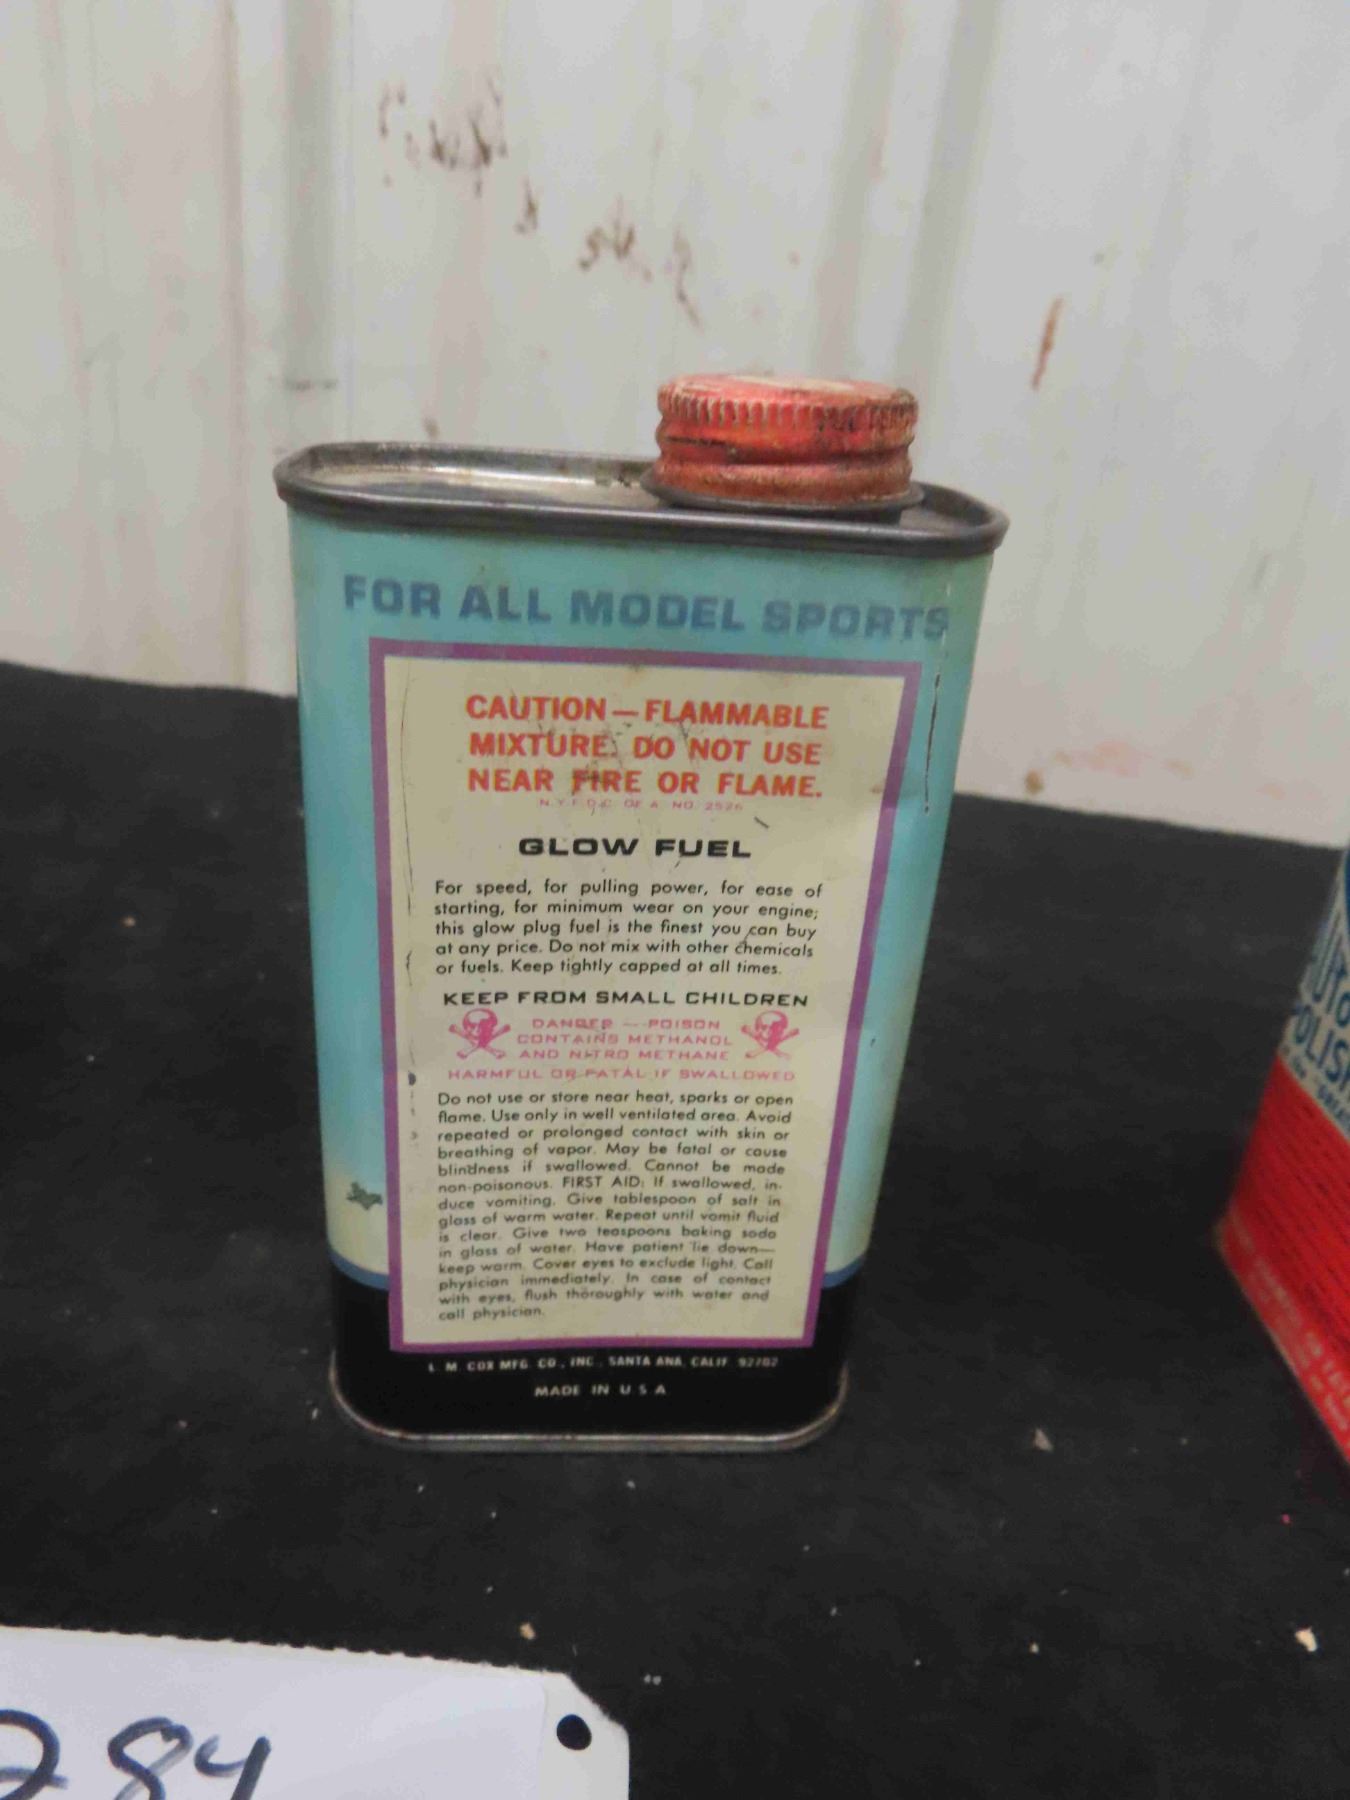 FOR ALL MODEL SPORTS
CAUTION — FLAMMABLE
MIXTURE. DO NOT USE
NEAR FIRE OR FLAME.
N.Y.F.D.C. OF A. NO. 2526
GLOW FUEL
For speed, for pulling power, for ease of
starting, for minimum wear on your engine;
this glow plug fuel is the finest you can buy
at any price. Do not mix with other chemicals
or fuels. Keep tightly capped at all times.
KEEP FROM SMALL CHILDREN
DANGER — POISON
CONTAINS METHANOL
AND NITRO METHANE
HARMFUL OR FATAL IF SWALLOWED
Do not use or store near heat, sparks or open
flame. Use only in well ventilated area. Avoid
repeated or prolonged contact with skin or
breathing of vapor. May be fatal or cause
blindness if swallowed. Cannot be made
non-poisonous. FIRST AID: If swallowed, in-
duce vomiting. Give tablespoon of salt in
glass of warm water. Repeat until vomit fluid
is clear. Give two teaspoons baking soda
in glass of water. Have patient lie down—
keep warm. Cover eyes to exclude light. Call
physician immediately. In case of contact
with eyes, flush thoroughly with water and
call physician.
L. M. COX MFG. CO., INC., SANTA ANA, CALIF. 92702
MADE IN U S A
284